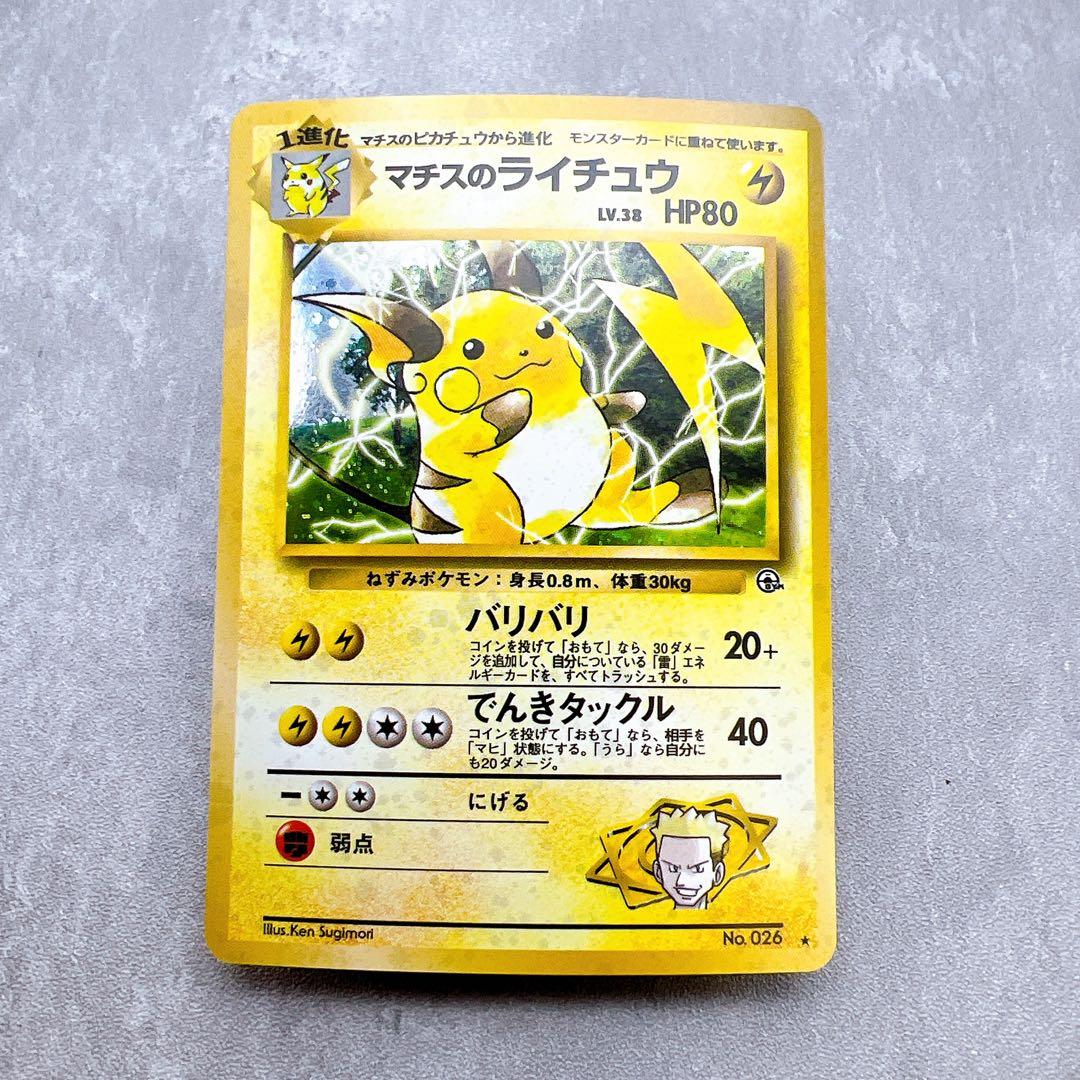 1進化 マチスのピカチュウから進化 モンスターカードに重ねて使います。
マチスのライチュウ
LV.38 HP80
ねずみポケモン：身長0.8m、体重30kg
GYM
バリバリ
コインを投げて「おもて」なら、30ダメー
ジを追加して、自分についている「雷」エネ
ルギーカードを、すべてトラッシュする。
20+
でんきタックル
コインを投げて「おもて」なら、相手を
「マヒ」状態にする。「うら」なら自分に
も20ダメージ。
40
にげる
弱点
Illus.Ken Sugimori
No. 026 ★